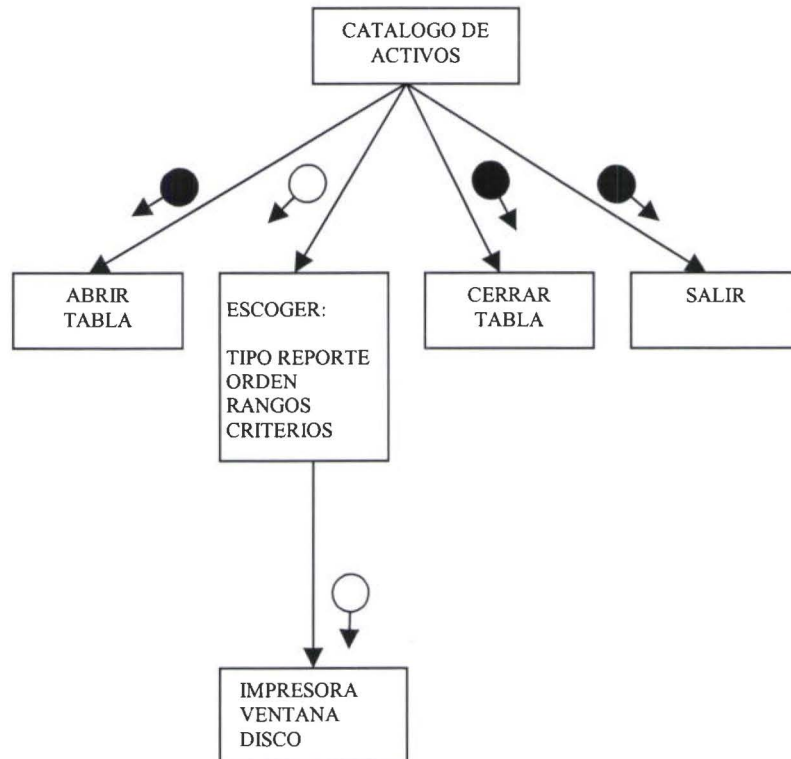 CATALOGO DE
ACTIVOS
ABRIR
TABLA
ESCOGER:
TIPO REPORTE
ORDEN
RANGOS
CRITERIOS
CERRAR
TABLA
SALIR
IMPRESORA
VENTANA
DISCO